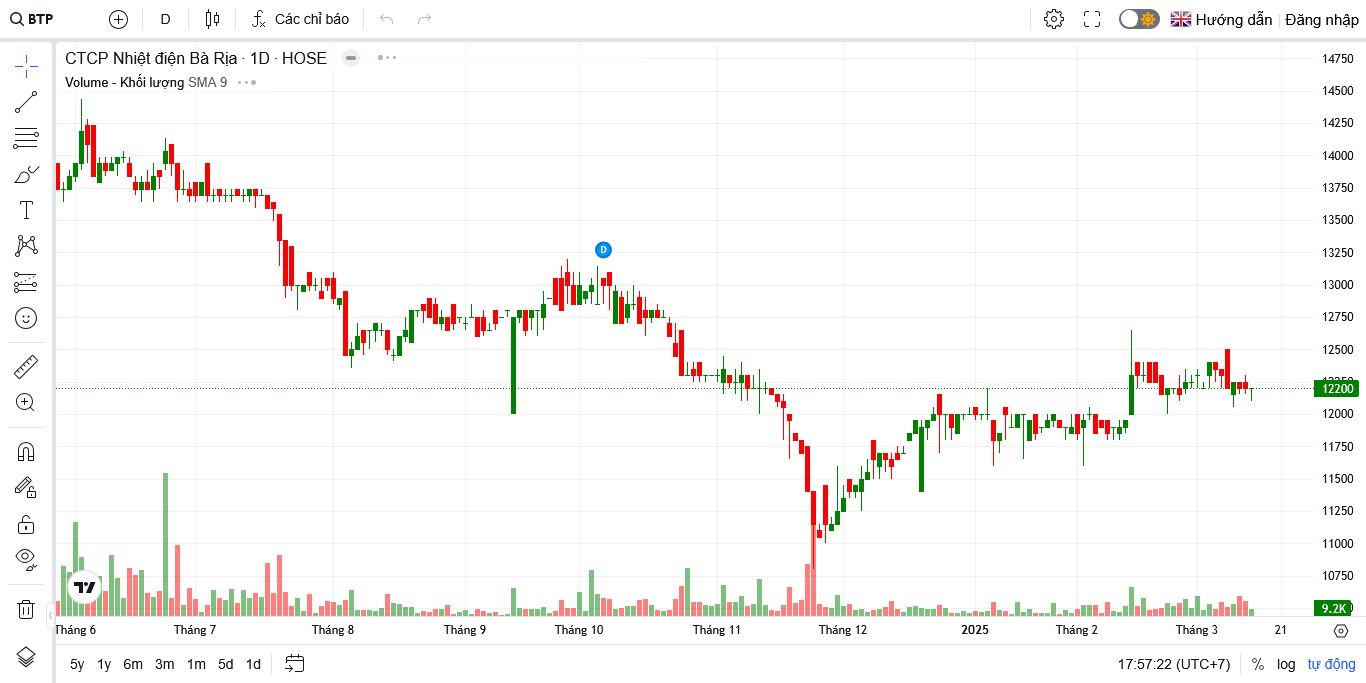 BTP D Các chỉ báo Hướng dẫn Đăng nhập
CTCP Nhiệt điện Bà Rịa · 1D · HOSE
Volume - Khối lượng SMA 9
D
14750
14500
14250
14000
13750
13500
13250
13000
12750
12500
12200
12000
11750
11500
11250
11000
10750
9.2K
Tháng 6 Tháng 7 Tháng 8 Tháng 9 Tháng 10 Tháng 11 Tháng 12 2025 Tháng 2 Tháng 3 21
5y 1y 6m 3m 1m 5d 1d 17:57:22 (UTC+7) % log tự động